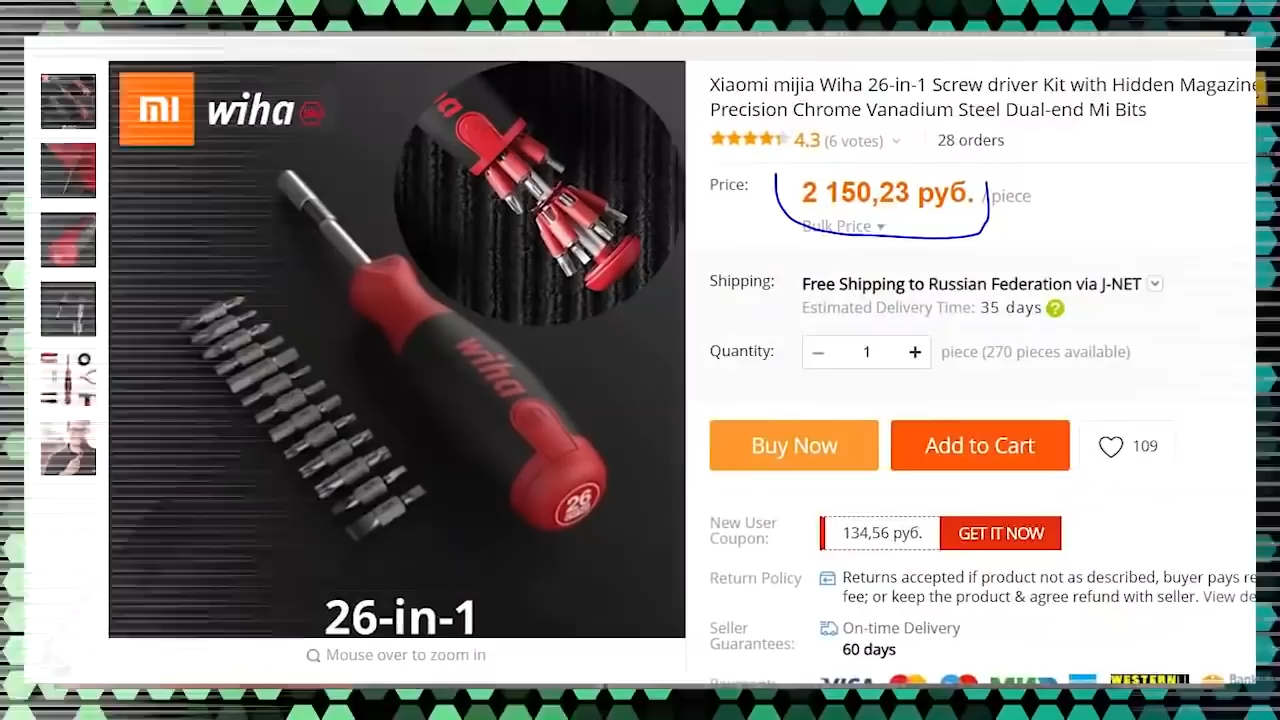 mi
wiha
wiha
26
26-in-1
Mouse over to zoom in
Xiaomi mijia Wiha 26-in-1 Screw driver Kit with Hidden Magazine
Precision Chrome Vanadium Steel Dual-end Mi Bits
4.3 (6 votes) 28 orders
Price: 2 150,23 руб. / piece
Bulk Price
Shipping: Free Shipping to Russian Federation via J-NET
Estimated Delivery Time: 35 days ?
Quantity: − 1 + piece (270 pieces available)
Buy Now Add to Cart 109
New User
Coupon: 134,56 руб. GET IT NOW
Return Policy Returns accepted if product not as described, buyer pays re
fee; or keep the product & agree refund with seller. View de
Seller
Guarantees: On-time Delivery
60 days
VISA WESTERN Bank